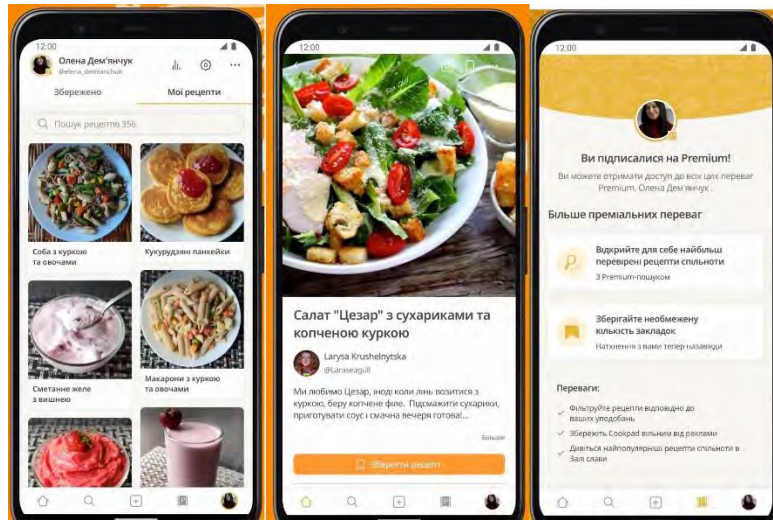 12:00
Олена Дем'янчук
@elena_demianchuk
Збережено
Мої рецепти
Пошук рецептів 356
Соба з куркою
та овочами
Кукурудзяні панкейки
Сметанне желе
з вишнею
Макарони з куркою
та овочами
12:00
Салат "Цезар" з сухариками та
копченою куркою
Larysa Krushelnytska
@Laraseagull
Ми любимо Цезар, іноді коли лінь возитися з
куркою, беру копчене філе. Підсмажити сухарики,
приготувати соус і смачна вечеря готова!...
Більше
Зберегти рецепт
12:00
Ви підписалися на Premium!
Ви можете отримати доступ до всіх цих переваг
Premium, Олена Дем'янчук .
Більше преміальних переваг
Відкрийте для себе найбільш
перевірені рецепти спільноти
З Premium-пошуком
Зберігайте необмежену
кількість закладок
Натхнення з вами тепер назавжди
Переваги:
Фільтруйте рецепти відповідно до
ваших уподобань
Збережіть Cookpad вільним від реклами
Дивіться найпопулярніші рецепти спільноти в
Залі слави